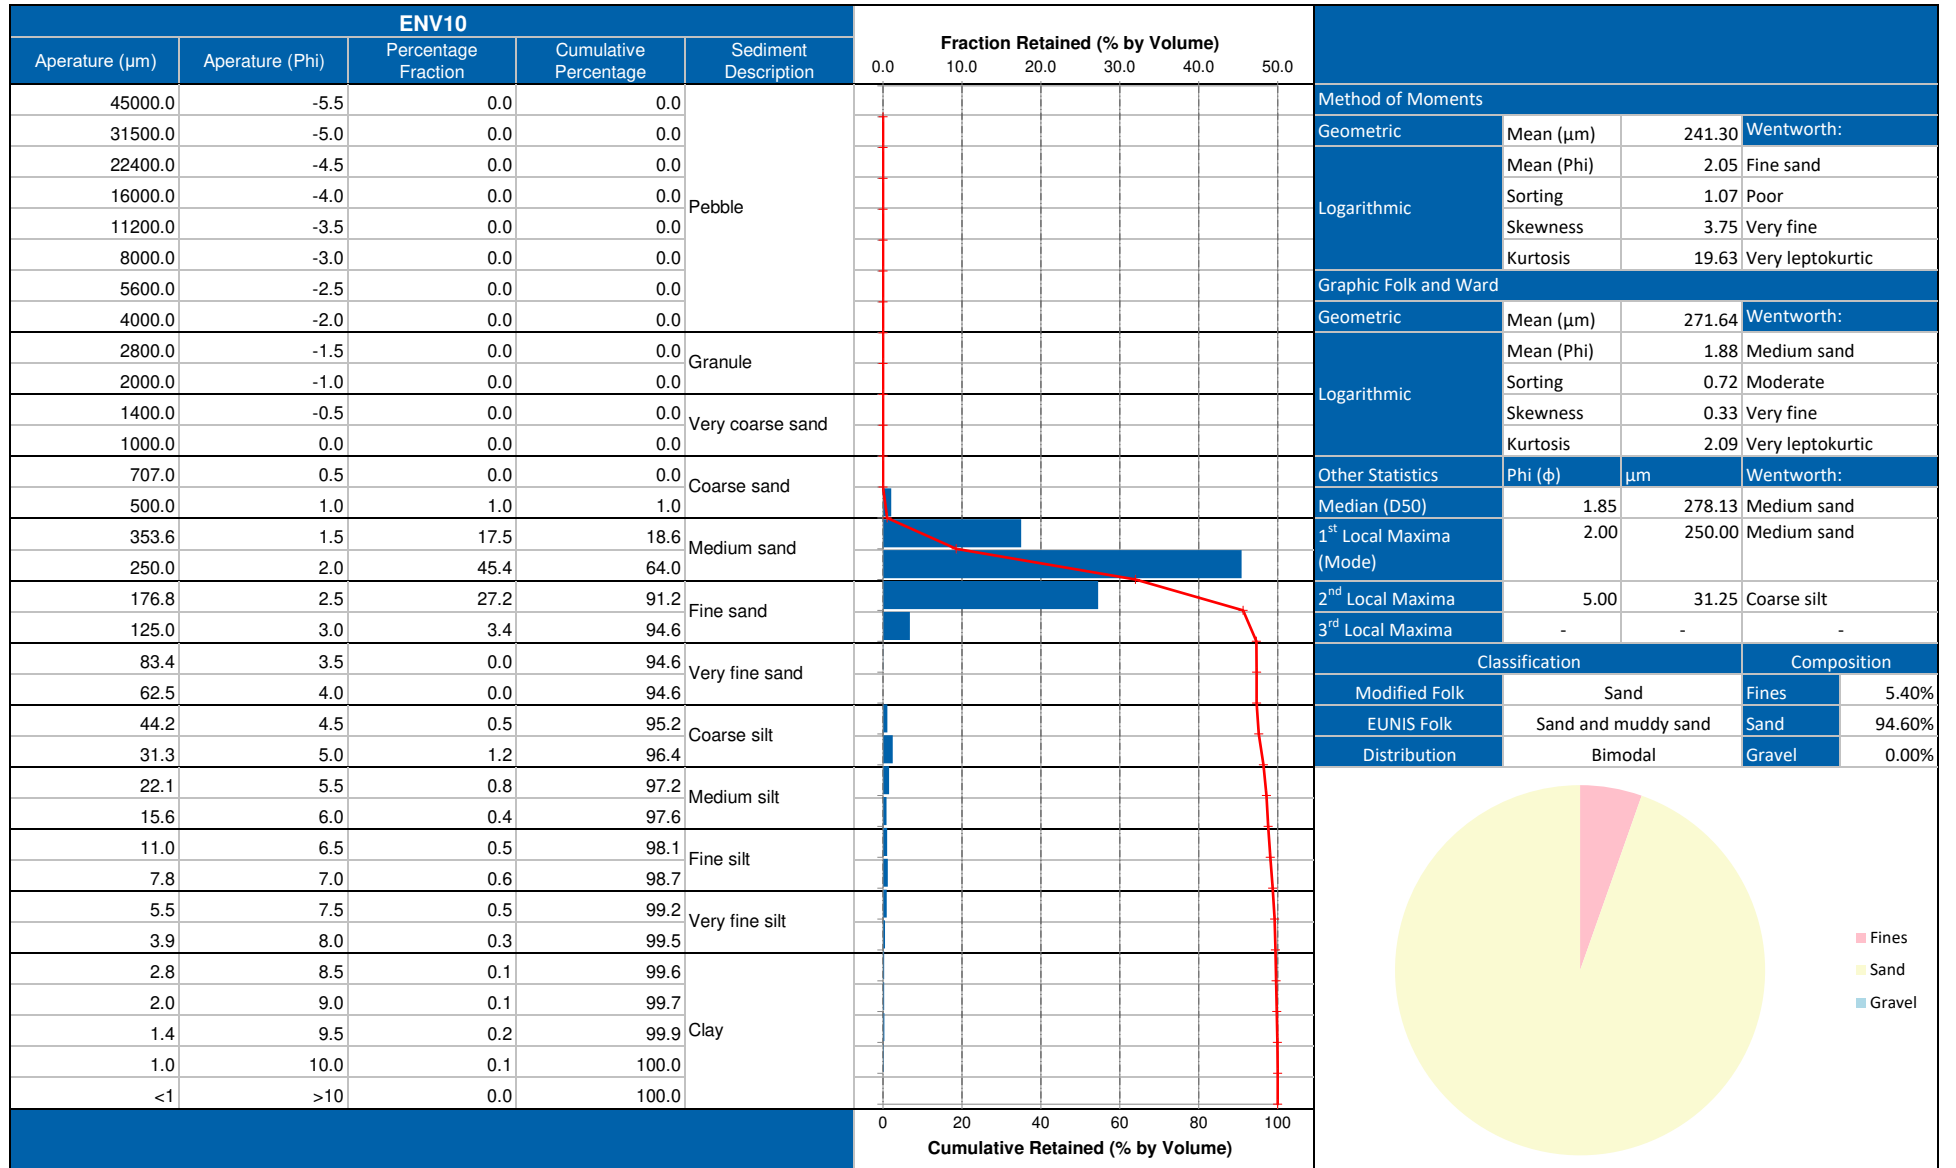 ENV10
Aperature (µm) Aperature (Phi) Percentage Fraction Cumulative Percentage Sediment Description
45000.0 -5.5 0.0 0.0
31500.0 -5.0 0.0 0.0
22400.0 -4.5 0.0 0.0
16000.0 -4.0 0.0 0.0 Pebble
11200.0 -3.5 0.0 0.0
8000.0 -3.0 0.0 0.0
5600.0 -2.5 0.0 0.0
4000.0 -2.0 0.0 0.0
2800.0 -1.5 0.0 0.0 Granule
2000.0 -1.0 0.0 0.0
1400.0 -0.5 0.0 0.0 Very coarse sand
1000.0 0.0 0.0 0.0
707.0 0.5 0.0 0.0 Coarse sand
500.0 1.0 1.0 1.0
353.6 1.5 17.5 18.6 Medium sand
250.0 2.0 45.4 64.0
176.8 2.5 27.2 91.2 Fine sand
125.0 3.0 3.4 94.6
83.4 3.5 0.0 94.6 Very fine sand
62.5 4.0 0.0 94.6
44.2 4.5 0.5 95.2 Coarse silt
31.3 5.0 1.2 96.4
22.1 5.5 0.8 97.2 Medium silt
15.6 6.0 0.4 97.6
11.0 6.5 0.5 98.1 Fine silt
7.8 7.0 0.6 98.7
5.5 7.5 0.5 99.2 Very fine silt
3.9 8.0 0.3 99.5
2.8 8.5 0.1 99.6
2.0 9.0 0.1 99.7
1.4 9.5 0.2 99.9 Clay
1.0 10.0 0.1 100.0
<1 >10 0.0 100.0
Fraction Retained (% by Volume)
0.0 10.0 20.0 30.0 40.0 50.0
0 20 40 60 80 100
Cumulative Retained (% by Volume)
Method of Moments
Geometric Mean (µm) 241.30 Wentworth:
Logarithmic Mean (Phi) 2.05 Fine sand
Sorting 1.07 Poor
Skewness 3.75 Very fine
Kurtosis 19.63 Very leptokurtic
Graphic Folk and Ward
Geometric Mean (µm) 271.64 Wentworth:
Logarithmic Mean (Phi) 1.88 Medium sand
Sorting 0.72 Moderate
Skewness 0.33 Very fine
Kurtosis 2.09 Very leptokurtic
Other Statistics Phi (ϕ) µm Wentworth:
Median (D50) 1.85 278.13 Medium sand
1st Local Maxima (Mode) 2.00 250.00 Medium sand
2nd Local Maxima 5.00 31.25 Coarse silt
3rd Local Maxima - - -
Classification Composition
Modified Folk Sand Fines 5.40%
EUNIS Folk Sand and muddy sand Sand 94.60%
Distribution Bimodal Gravel 0.00%
Fines
Sand
Gravel